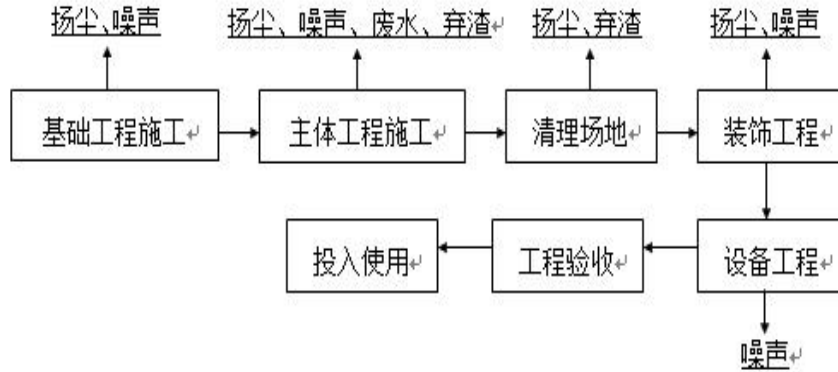 扬尘、噪声
扬尘、噪声、废水、弃渣
扬尘、弃渣
扬尘、噪声
基础工程施工
主体工程施工
清理场地
装饰工程
投入使用
工程验收
设备工程
噪声